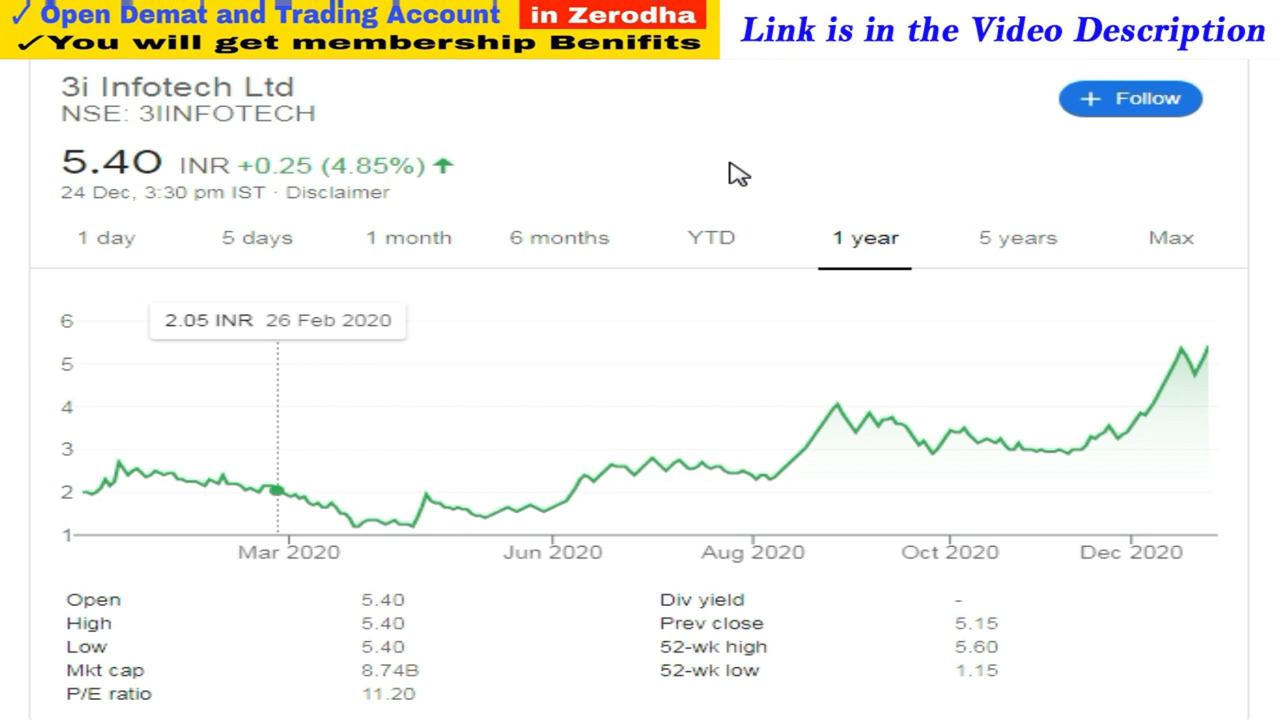 ✓ Open Demat and Trading Account in Zerodha
✓You will get membership Benifits
Link is in the Video Description
3i Infotech Ltd
NSE: 3IINFOTECH
+ Follow
5.40 INR +0.25 (4.85%) ↑
24 Dec, 3:30 pm IST · Disclaimer
1 day 5 days 1 month 6 months YTD 1 year 5 years Max
2.05 INR 26 Feb 2020
6
5
4
3
2
1
Mar 2020 Jun 2020 Aug 2020 Oct 2020 Dec 2020
Open 5.40 Div yield -
High 5.40 Prev close 5.15
Low 5.40 52-wk high 5.60
Mkt cap 8.74B 52-wk low 1.15
P/E ratio 11.20